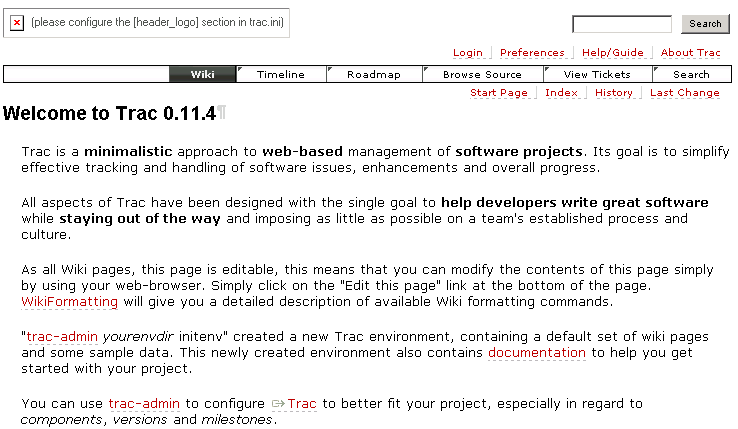 (please configure the [header_logo] section in trac.ini)
Search
Login Preferences Help/Guide About Trac
Wiki Timeline Roadmap Browse Source View Tickets Search
Start Page Index History Last Change
Welcome to Trac 0.11.4¶
Trac is a minimalistic approach to web-based management of software projects. Its goal is to simplify
effective tracking and handling of software issues, enhancements and overall progress.
All aspects of Trac have been designed with the single goal to help developers write great software
while staying out of the way and imposing as little as possible on a team's established process and
culture.
As all Wiki pages, this page is editable, this means that you can modify the contents of this page simply
by using your web-browser. Simply click on the "Edit this page" link at the bottom of the page.
WikiFormatting will give you a detailed description of available Wiki formatting commands.
"trac-admin yourenvdir initenv" created a new Trac environment, containing a default set of wiki pages
and some sample data. This newly created environment also contains documentation to help you get
started with your project.
You can use trac-admin to configure Trac to better fit your project, especially in regard to
components, versions and milestones.